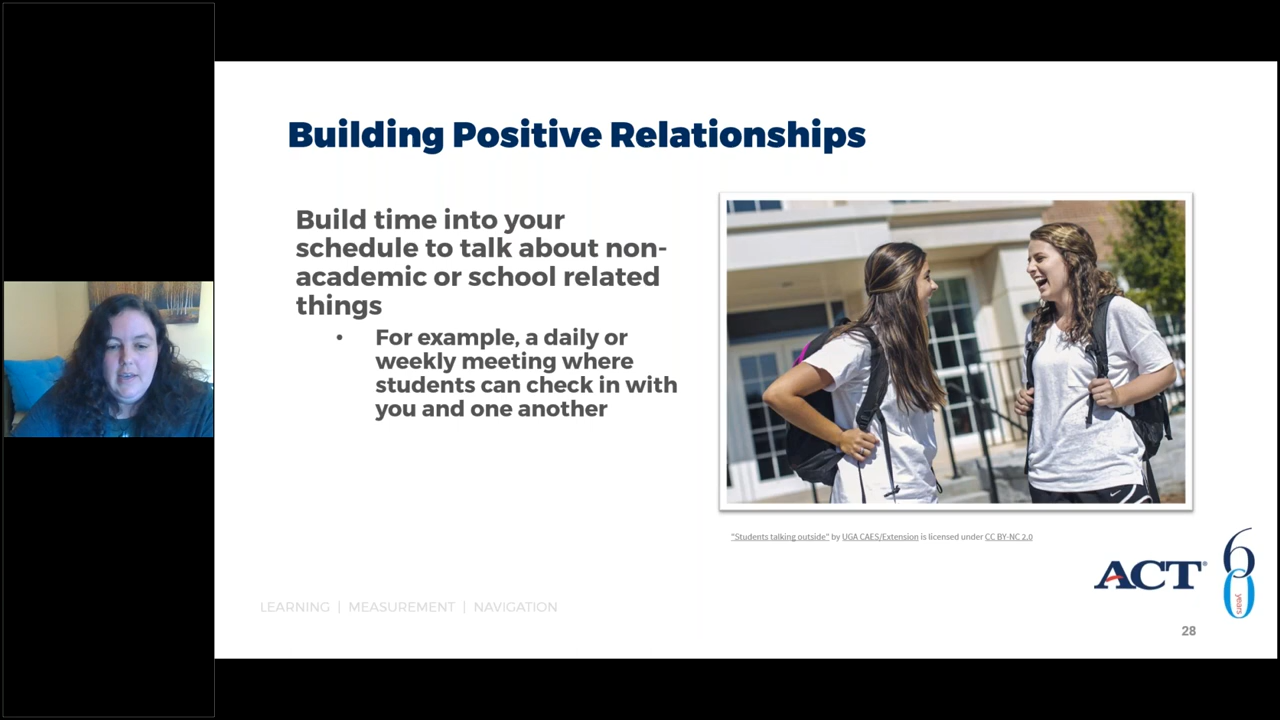 Building Positive Relationships
Build time into your
schedule to talk about non-
academic or school related
things
• For example, a daily or
weekly meeting where
students can check in with
you and one another
"Students talking outside" by UGA CAES/Extension is licensed under CC BY-NC 2.0
ACT®
60
years
LEARNING | MEASUREMENT | NAVIGATION
28